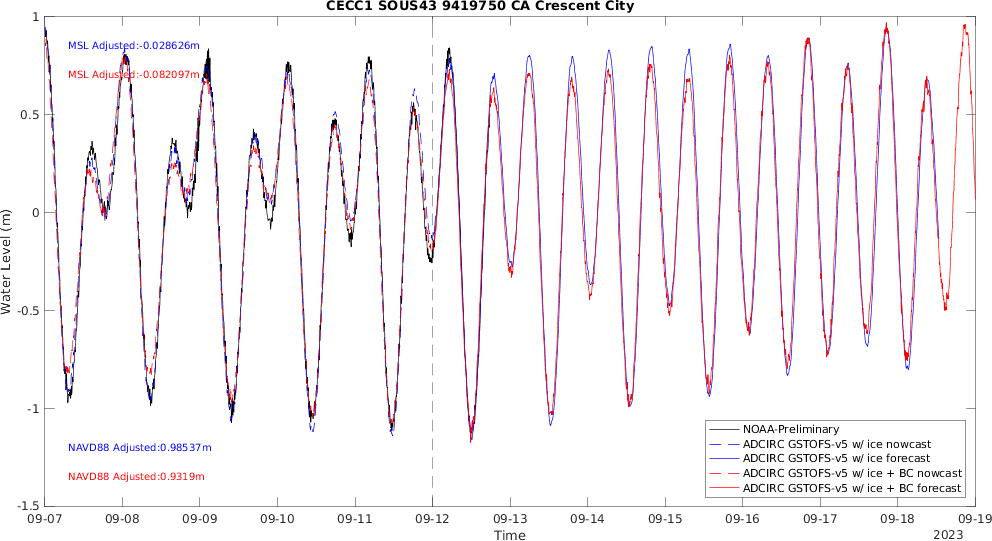 CECC1 SOUS43 9419750 CA Crescent City
Water Level (m)
1
0.5
0
-0.5
-1
-1.5
MSL Adjusted:-0.028626m
MSL Adjusted:-0.082097m
NAVD88 Adjusted:0.98537m
NAVD88 Adjusted:0.9319m
NOAA-Preliminary
ADCIRC GSTOFS-v5 w/ ice nowcast
ADCIRC GSTOFS-v5 w/ ice forecast
ADCIRC GSTOFS-v5 w/ ice + BC nowcast
ADCIRC GSTOFS-v5 w/ ice + BC forecast
09-07 09-08 09-09 09-10 09-11 09-12 09-13 09-14 09-15 09-16 09-17 09-18 09-19
Time
2023